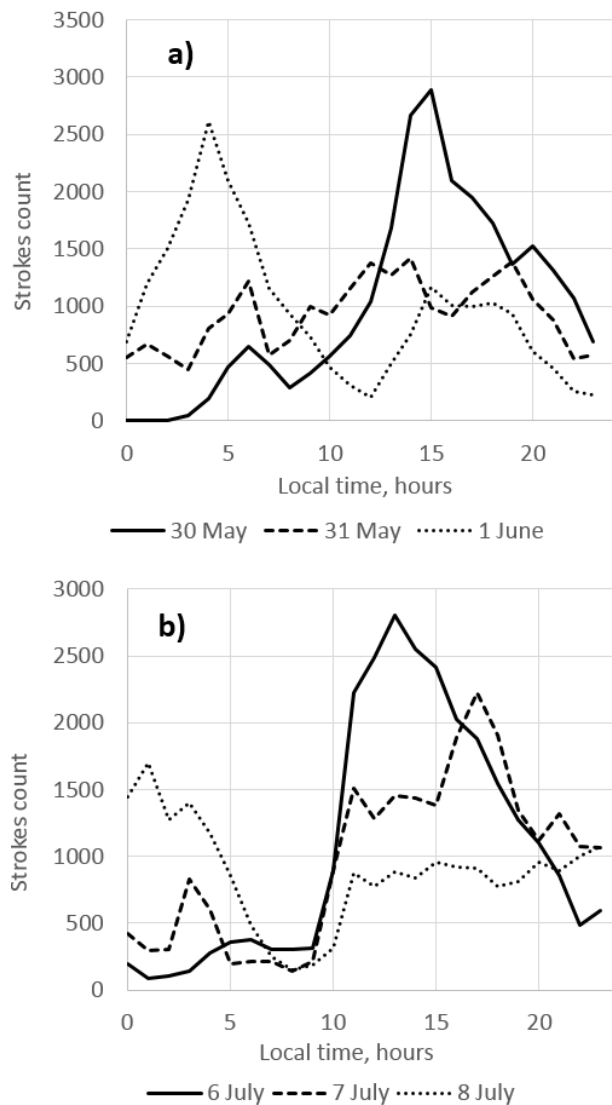 a)
3500
3000
2500
2000
1500
1000
500
0
Strokes count
0 5 10 15 20
Local time, hours
30 May 31 May 1 June
b)
3000
2500
2000
1500
1000
500
0
Strokes count
0 5 10 15 20
Local time, hours
6 July 7 July 8 July